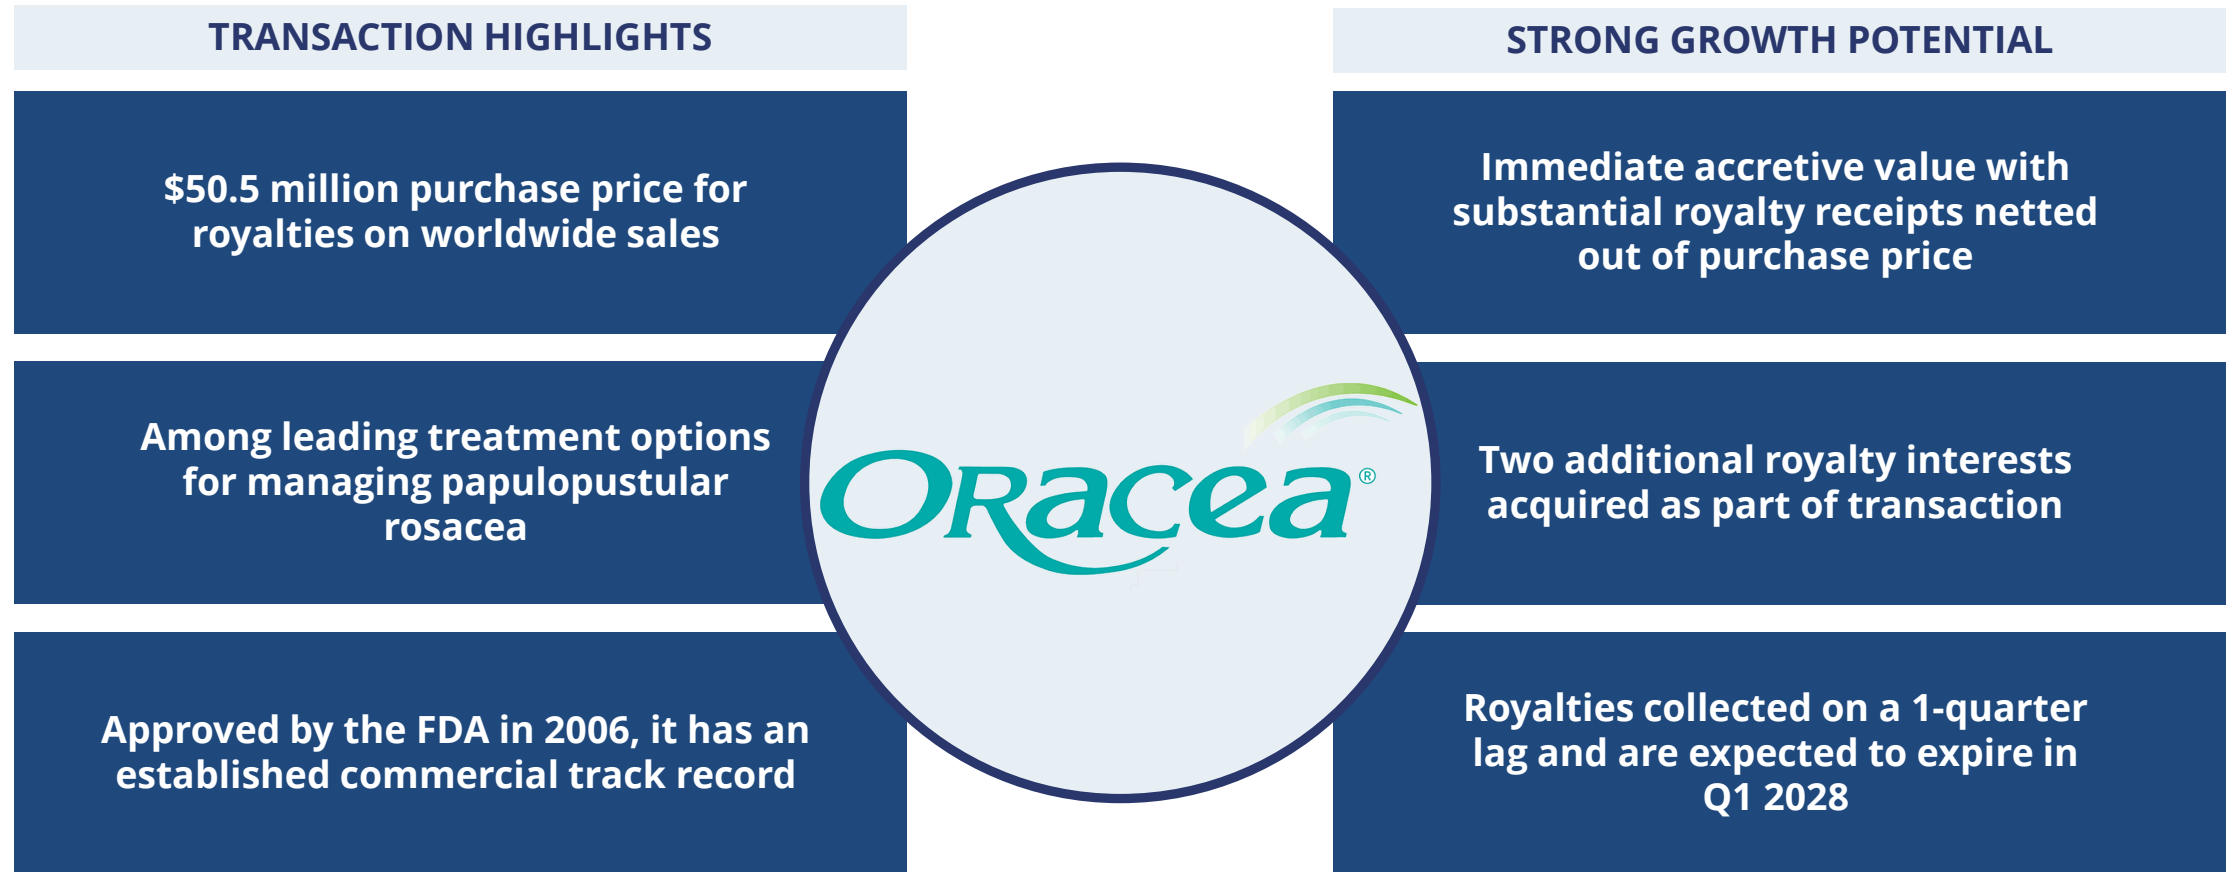 TRANSACTION HIGHLIGHTS
$50.5 million purchase price for
royalties on worldwide sales
Among leading treatment options
for managing papulopustular
rosacea
Approved by the FDA in 2006, it has an
established commercial track record
ORACEA®
STRONG GROWTH POTENTIAL
Immediate accretive value with
substantial royalty receipts netted
out of purchase price
Two additional royalty interests
acquired as part of transaction
Royalties collected on a 1-quarter
lag and are expected to expire in
Q1 2028